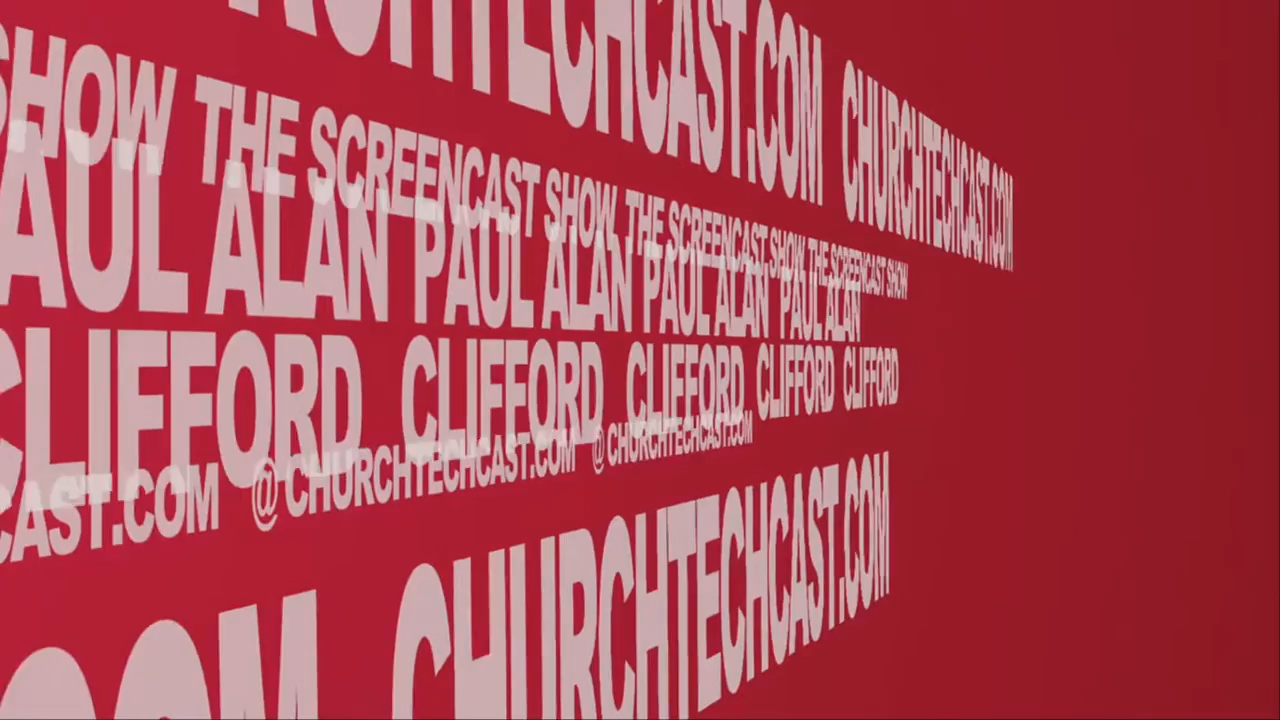 CHURCHTECHCAST.COM CHURCHTECHCAST.COM
SHOW THE SCREENCAST SHOW THE SCREENCAST SHOW THE SCREENCAST SHOW
PAUL ALAN PAUL ALAN PAUL ALAN PAUL ALAN
CLIFFORD CLIFFORD CLIFFORD CLIFFORD CLIFFORD
CAST.COM @CHURCHTECHCAST.COM @CHURCHTECHCAST.COM
COM CHURCHTECHCAST.COM